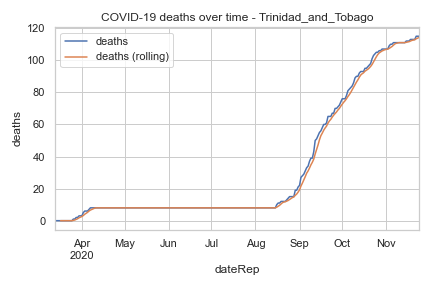 COVID-19 deaths over time - Trinidad_and_Tobago
deaths
deaths (rolling)
120
100
80
60
40
20
0
deaths
Apr May Jun Jul Aug Sep Oct Nov
2020
dateRep